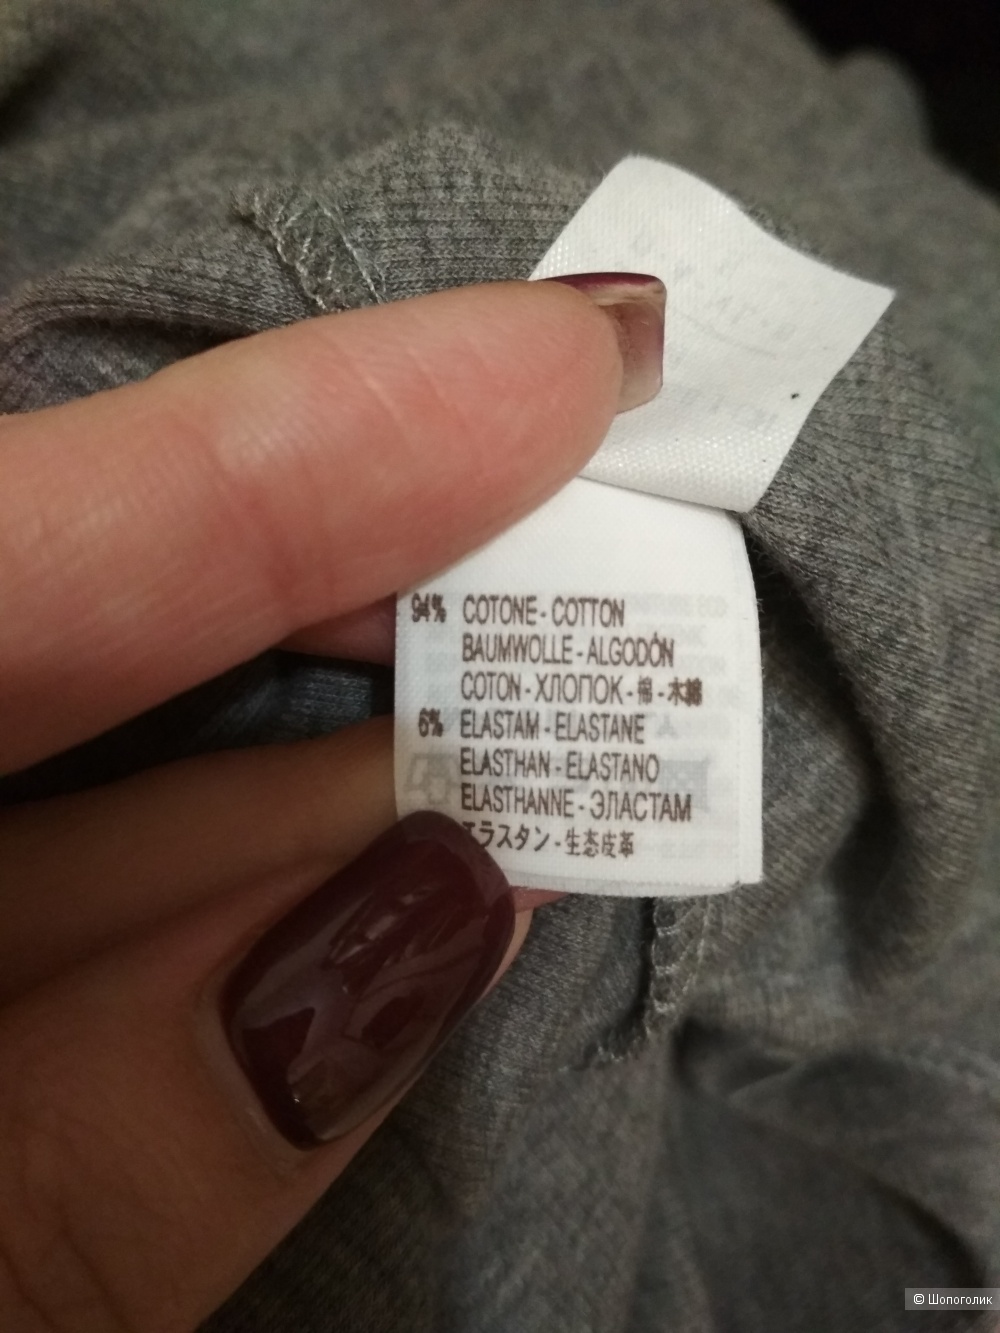 94% COTONE - COTTON
BAUMWOLLE - ALGODÓN
COTON - ХЛОПОК - 棉 - 木綿
6% ELASTAM - ELASTANE
ELASTHAN - ELASTANO
ELASTHANNE - ЭЛАСТАМ
エラスタン - 生态皮革
© Шопоголик